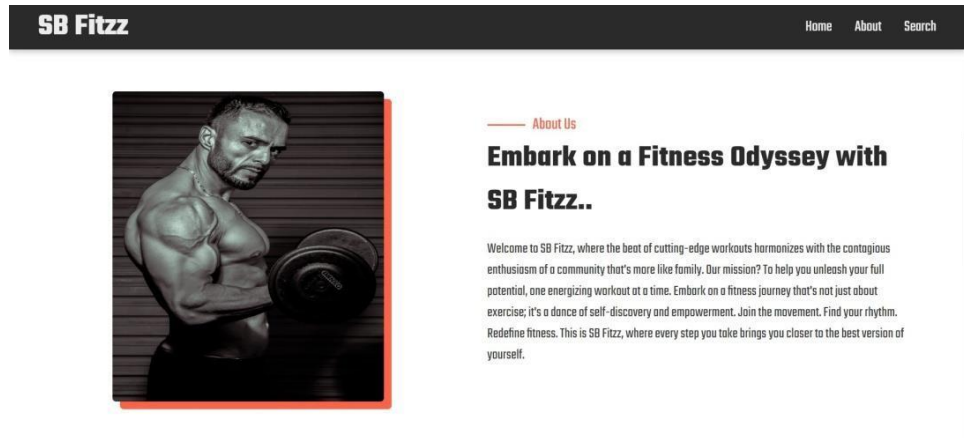 SB Fitzz
Home About Search
About Us
Embark on a Fitness Odyssey with
SB Fitzz..
Welcome to SB Fitzz, where the beat of cutting-edge workouts harmonizes with the contagious
enthusiasm of a community that's more like family. Our mission? To help you unleash your full
potential, one energizing workout at a time. Embark on a fitness journey that's not just about
exercise; it's a dance of self-discovery and empowerment. Join the movement. Find your rhythm.
Redefine fitness. This is SB Fitzz, where every step you take brings you closer to the best version of
yourself.